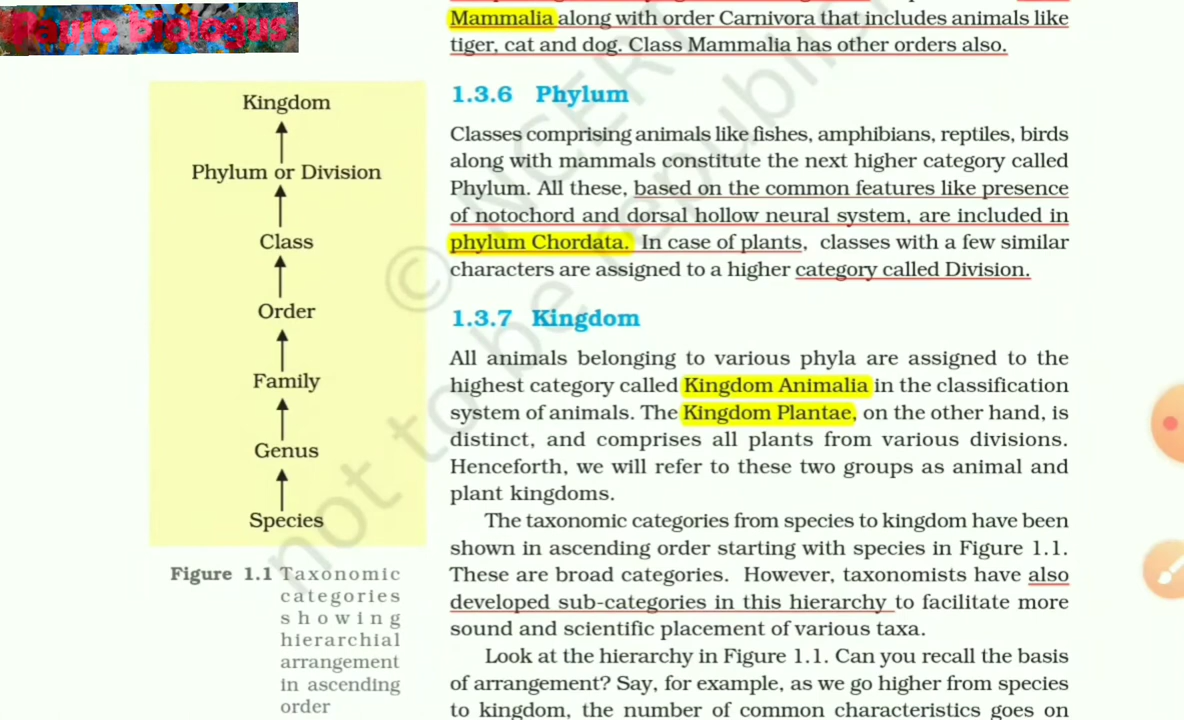 Paulo biologus
Mammalia along with order Carnivora that includes animals like
tiger, cat and dog. Class Mammalia has other orders also.
Kingdom
Phylum or Division
Class
Order
Family
Genus
Species
Figure 1.1 Taxonomic
categories
showing
hierarchial
arrangement
in ascending
order
1.3.6 Phylum
Classes comprising animals like fishes, amphibians, reptiles, birds
along with mammals constitute the next higher category called
Phylum. All these, based on the common features like presence
of notochord and dorsal hollow neural system, are included in
phylum Chordata. In case of plants, classes with a few similar
characters are assigned to a higher category called Division.
1.3.7 Kingdom
All animals belonging to various phyla are assigned to the
highest category called Kingdom Animalia in the classification
system of animals. The Kingdom Plantae, on the other hand, is
distinct, and comprises all plants from various divisions.
Henceforth, we will refer to these two groups as animal and
plant kingdoms.
The taxonomic categories from species to kingdom have been
shown in ascending order starting with species in Figure 1.1.
These are broad categories. However, taxonomists have also
developed sub-categories in this hierarchy to facilitate more
sound and scientific placement of various taxa.
Look at the hierarchy in Figure 1.1. Can you recall the basis
of arrangement? Say, for example, as we go higher from species
to kingdom, the number of common characteristics goes on
© NCERT
not to be republi